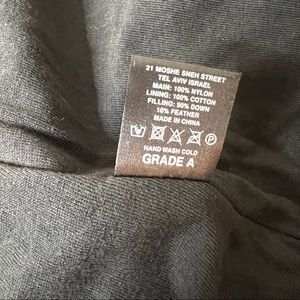 21 MOSHE SNEH STREET
TEL AVIV ISRAEL
MAIN: 100% NYLON
LINING: 100% COTTON
FILLING: 90% DOWN
10% FEATHER
MADE IN CHINA
P
HAND WASH COLD
GRADE A